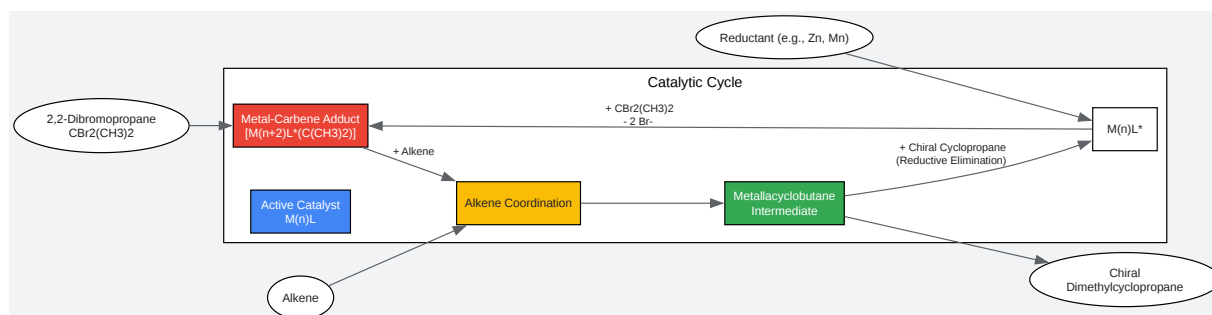 Reductant (e.g., Zn, Mn)
Catalytic Cycle
2,2-Dibromopropane
CBr2(CH3)2
Metal-Carbene Adduct
[M(n+2)L*(C(CH3)2)]
+ CBr2(CH3)2
- 2 Br-
M(n)L*
+ Alkene
+ Chiral Cyclopropane
(Reductive Elimination)
Active Catalyst
M(n)L
Alkene Coordination
Metallacyclobutane
Intermediate
Alkene
Chiral
Dimethylcyclopropane